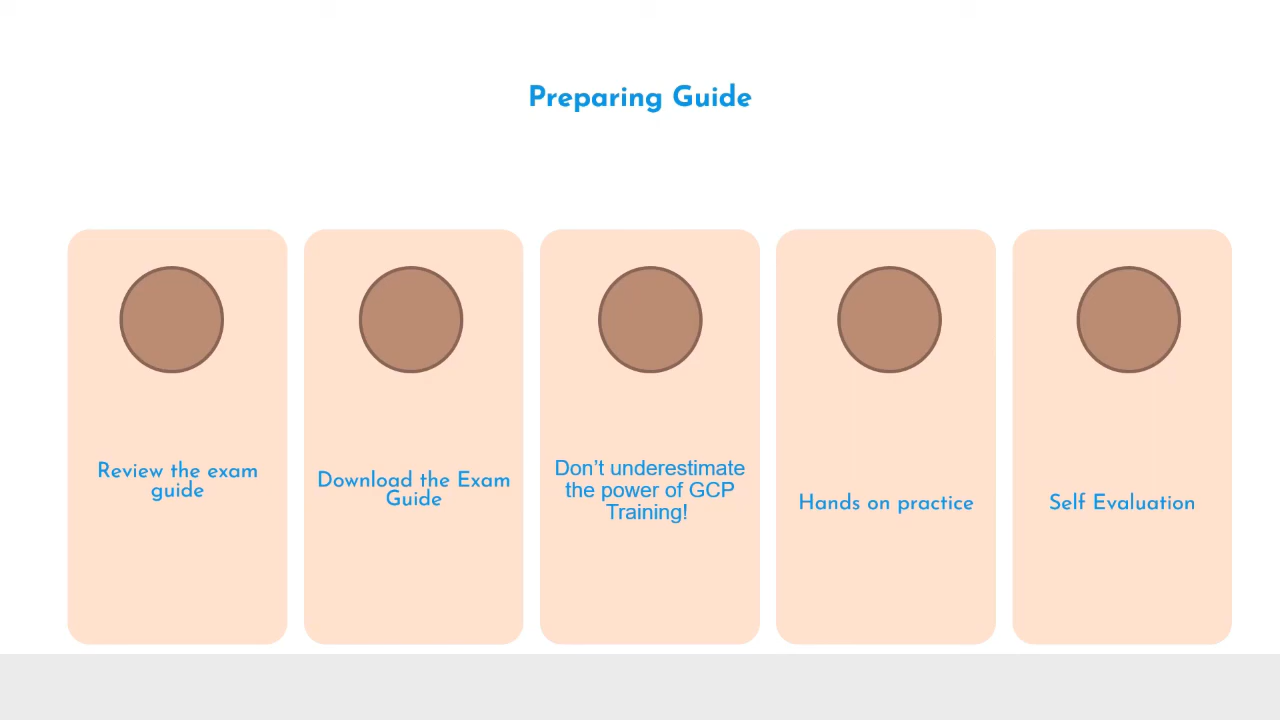 Preparing Guide
Review the exam
guide
Download the Exam
Guide
Don’t underestimate
the power of GCP
Training!
Hands on practice
Self Evaluation